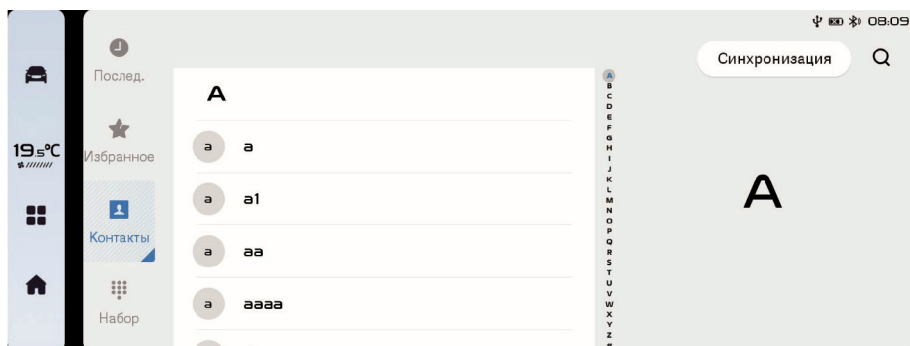 08:09
19.5°C
Послед.
Избранное
Контакты
Набор
A
a a
a a1
a aa
a aaaa
A
B
C
D
E
F
G
H
I
J
K
L
M
N
O
P
Q
R
S
T
U
V
W
X
Y
Z
#
Синхронизация
A